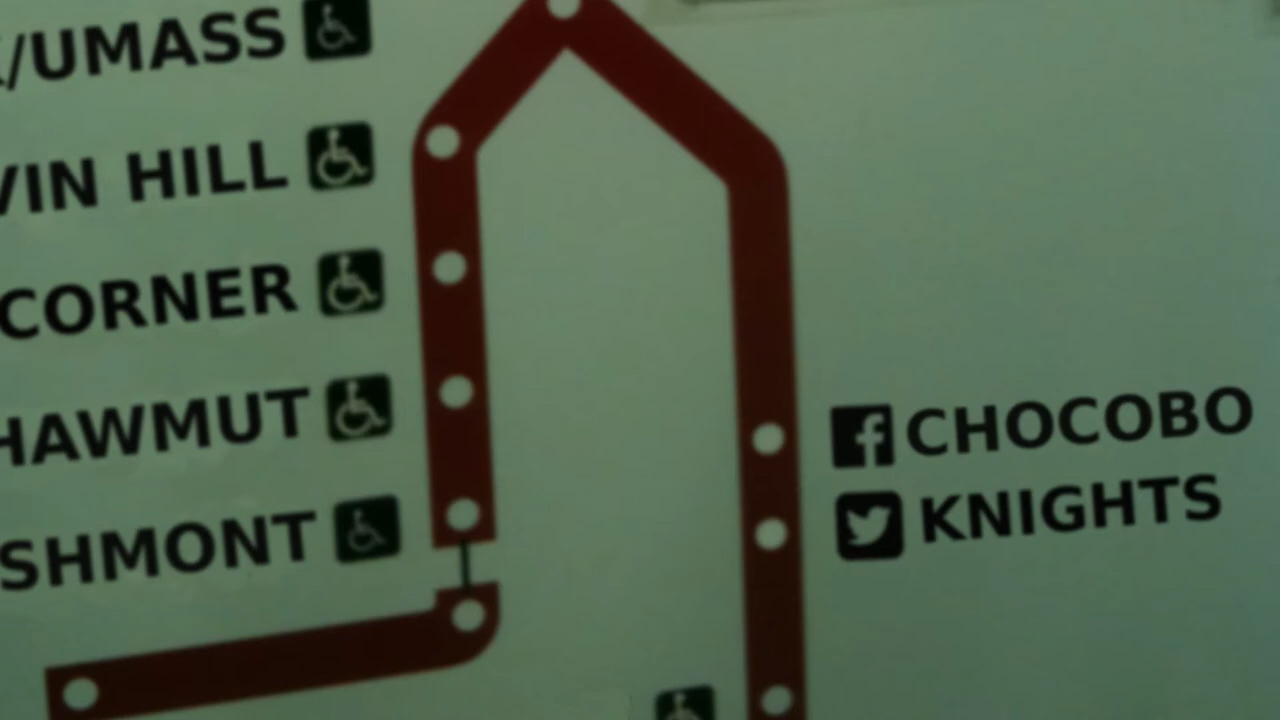 /UMASS
VIN HILL
CORNER
HAWMUT
SHMONT
CHOCOBO
KNIGHTS